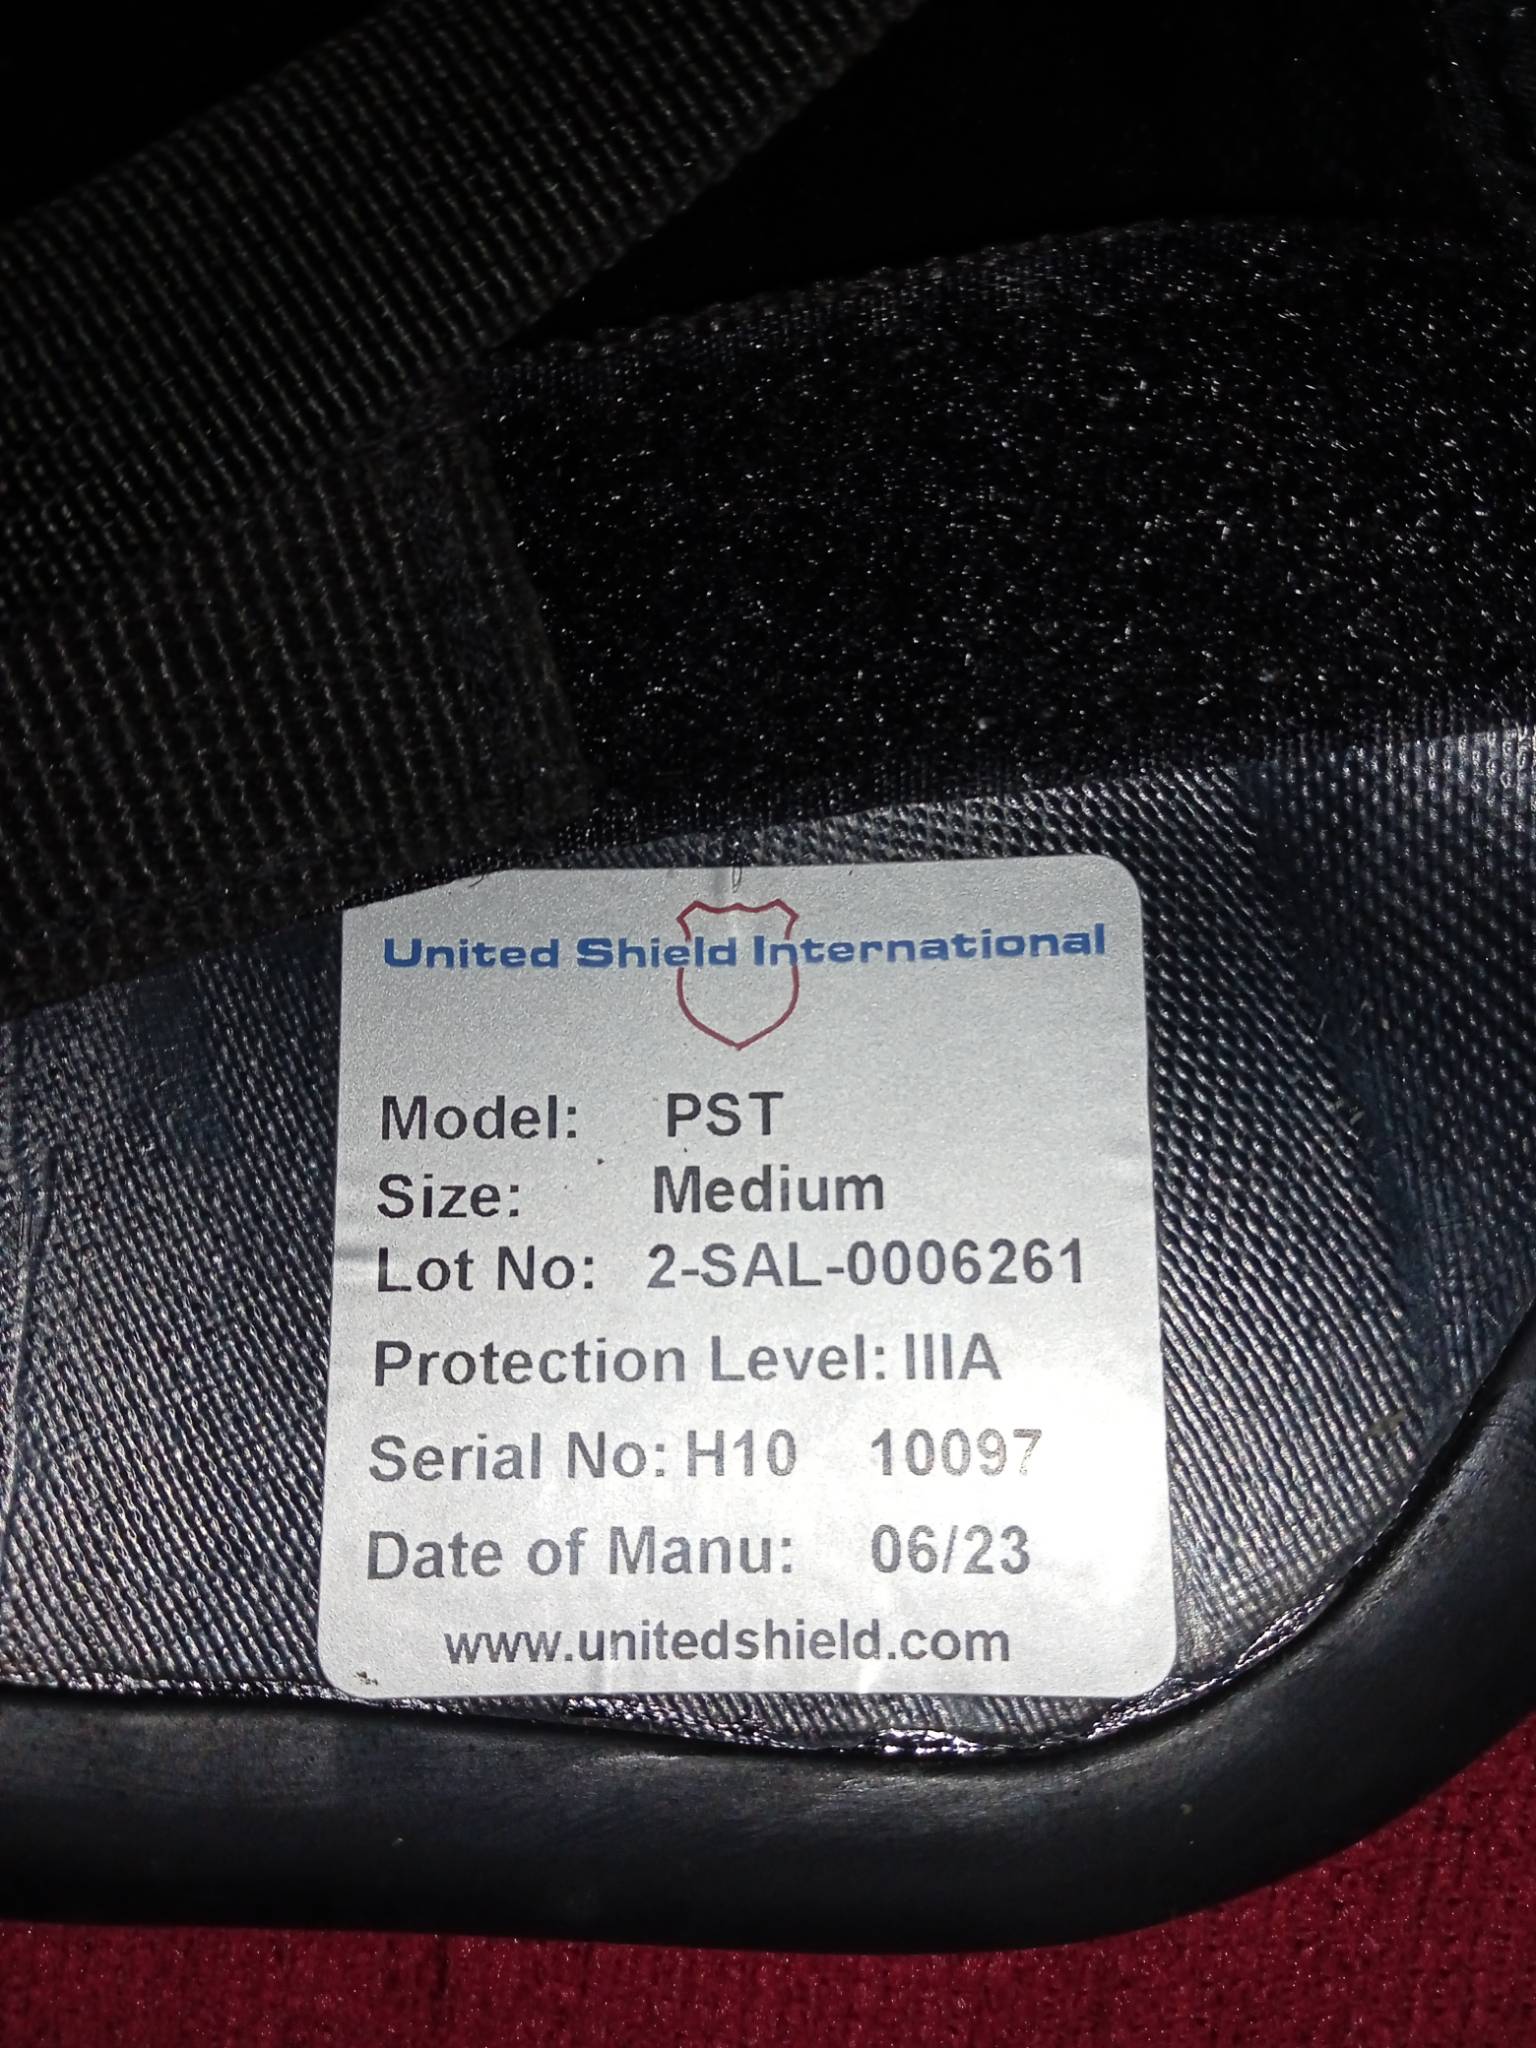 United Shield International
Model: PST
Size: Medium
Lot No: 2-SAL-0006261
Protection Level: IIIA
Serial No: H10 10097
Date of Manu: 06/23
www.unitedshield.com